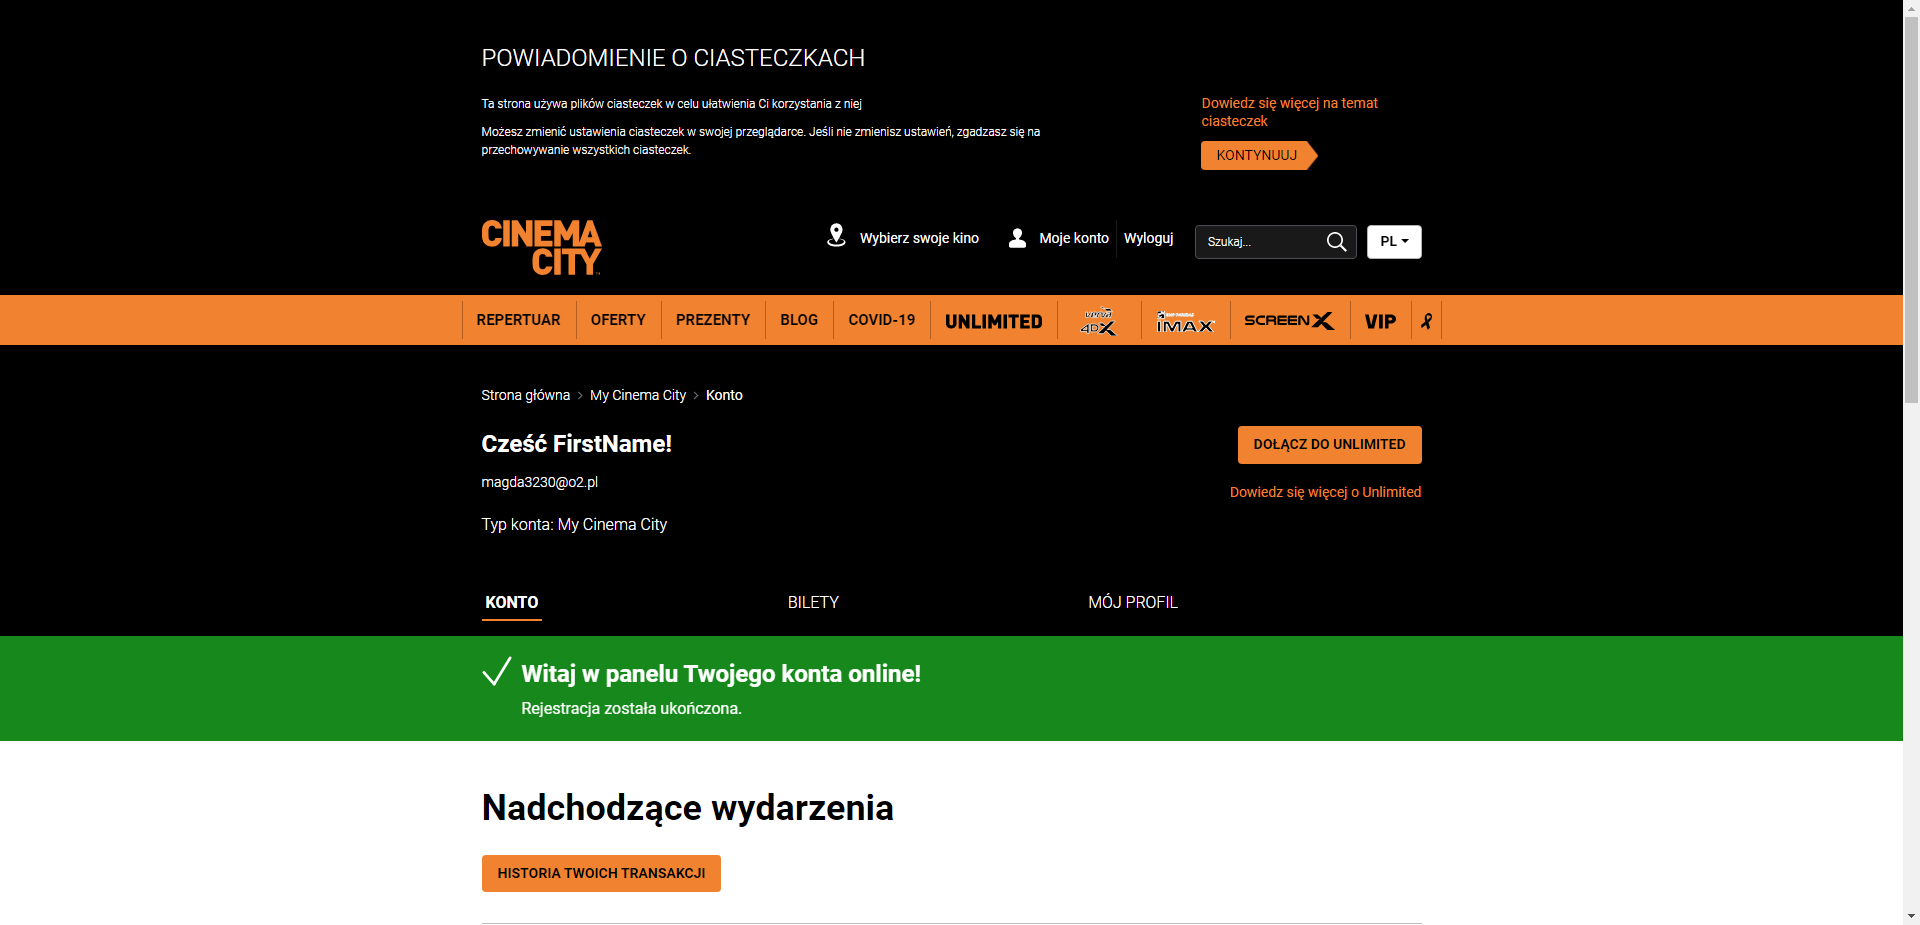 POWIADOMIENIE O CIASTECZKACH
Ta strona używa plików ciasteczek w celu ułatwienia Ci korzystania z niej
Możesz zmienić ustawienia ciasteczek w swojej przeglądarce. Jeśli nie zmienisz ustawień, zgadzasz się na
przechowywanie wszystkich ciasteczek.
Dowiedz się więcej na temat
ciasteczek
KONTYNUUJ
CINEMA
CITY
Wybierz swoje kino
Moje konto
Wyloguj
Szukaj...
PL
REPERTUAR
OFERTY
PREZENTY
BLOG
COVID-19
UNLIMITED
4DX
IMAX
SCREENX
VIP
Strona główna > My Cinema City > Konto
Cześć FirstName!
magda3230@o2.pl
Typ konta: My Cinema City
DOŁĄCZ DO UNLIMITED
Dowiedz się więcej o Unlimited
KONTO
BILETY
MÓJ PROFIL
Witaj w panelu Twojego konta online!
Rejestracja została ukończona.
Nadchodzące wydarzenia
HISTORIA TWOICH TRANSAKCJI